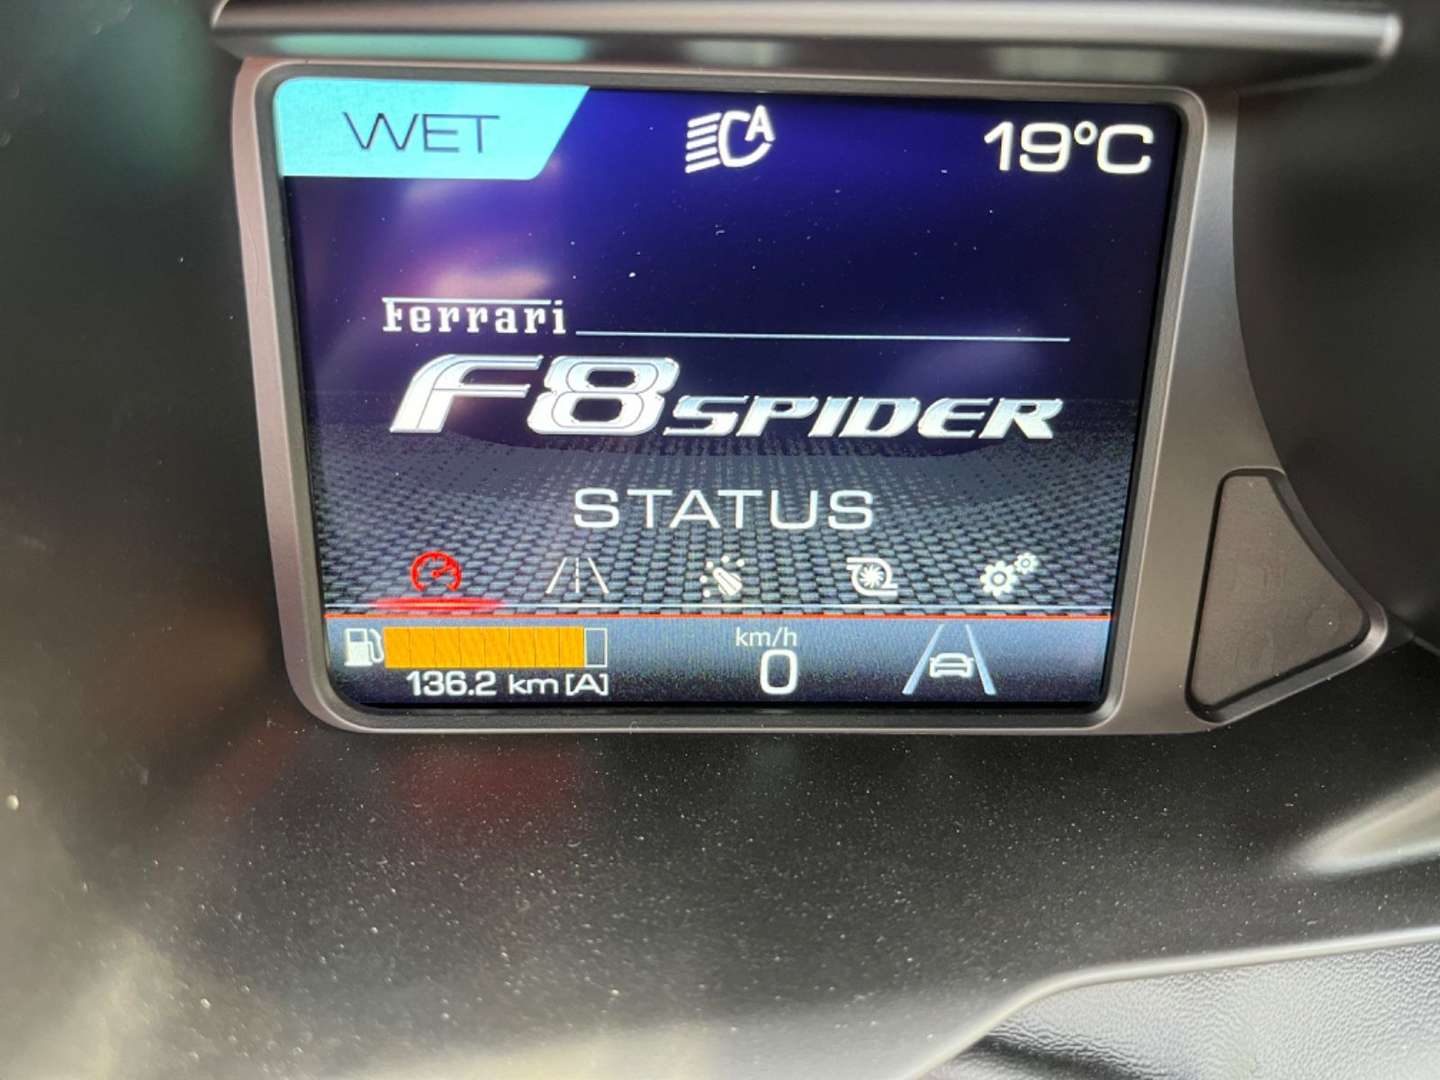 WET
A
19°C
Ferrari
F8 SPIDER
STATUS
km/h
136.2 km [A]
0